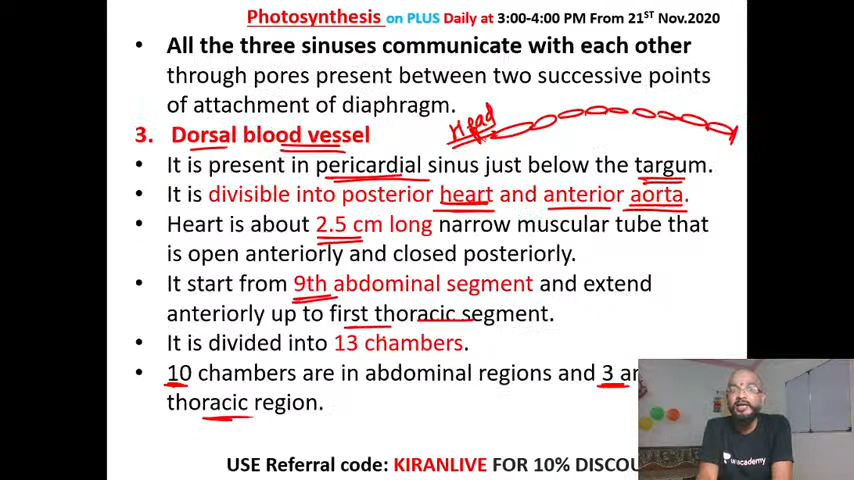 Photosynthesis on PLUS Daily at 3:00-4:00 PM From 21ST Nov.2020
• All the three sinuses communicate with each other
through pores present between two successive points
of attachment of diaphragm.
Head
3. Dorsal blood vessel
• It is present in pericardial sinus just below the targum.
• It is divisible into posterior heart and anterior aorta.
• Heart is about 2.5 cm long narrow muscular tube that
is open anteriorly and closed posteriorly.
• It start from 9th abdominal segment and extend
anteriorly up to first thoracic segment.
• It is divided into 13 chambers.
• 10 chambers are in abdominal regions and 3
thoracic region.
unacademy
USE Referral code: KIRANLIVE FOR 10%